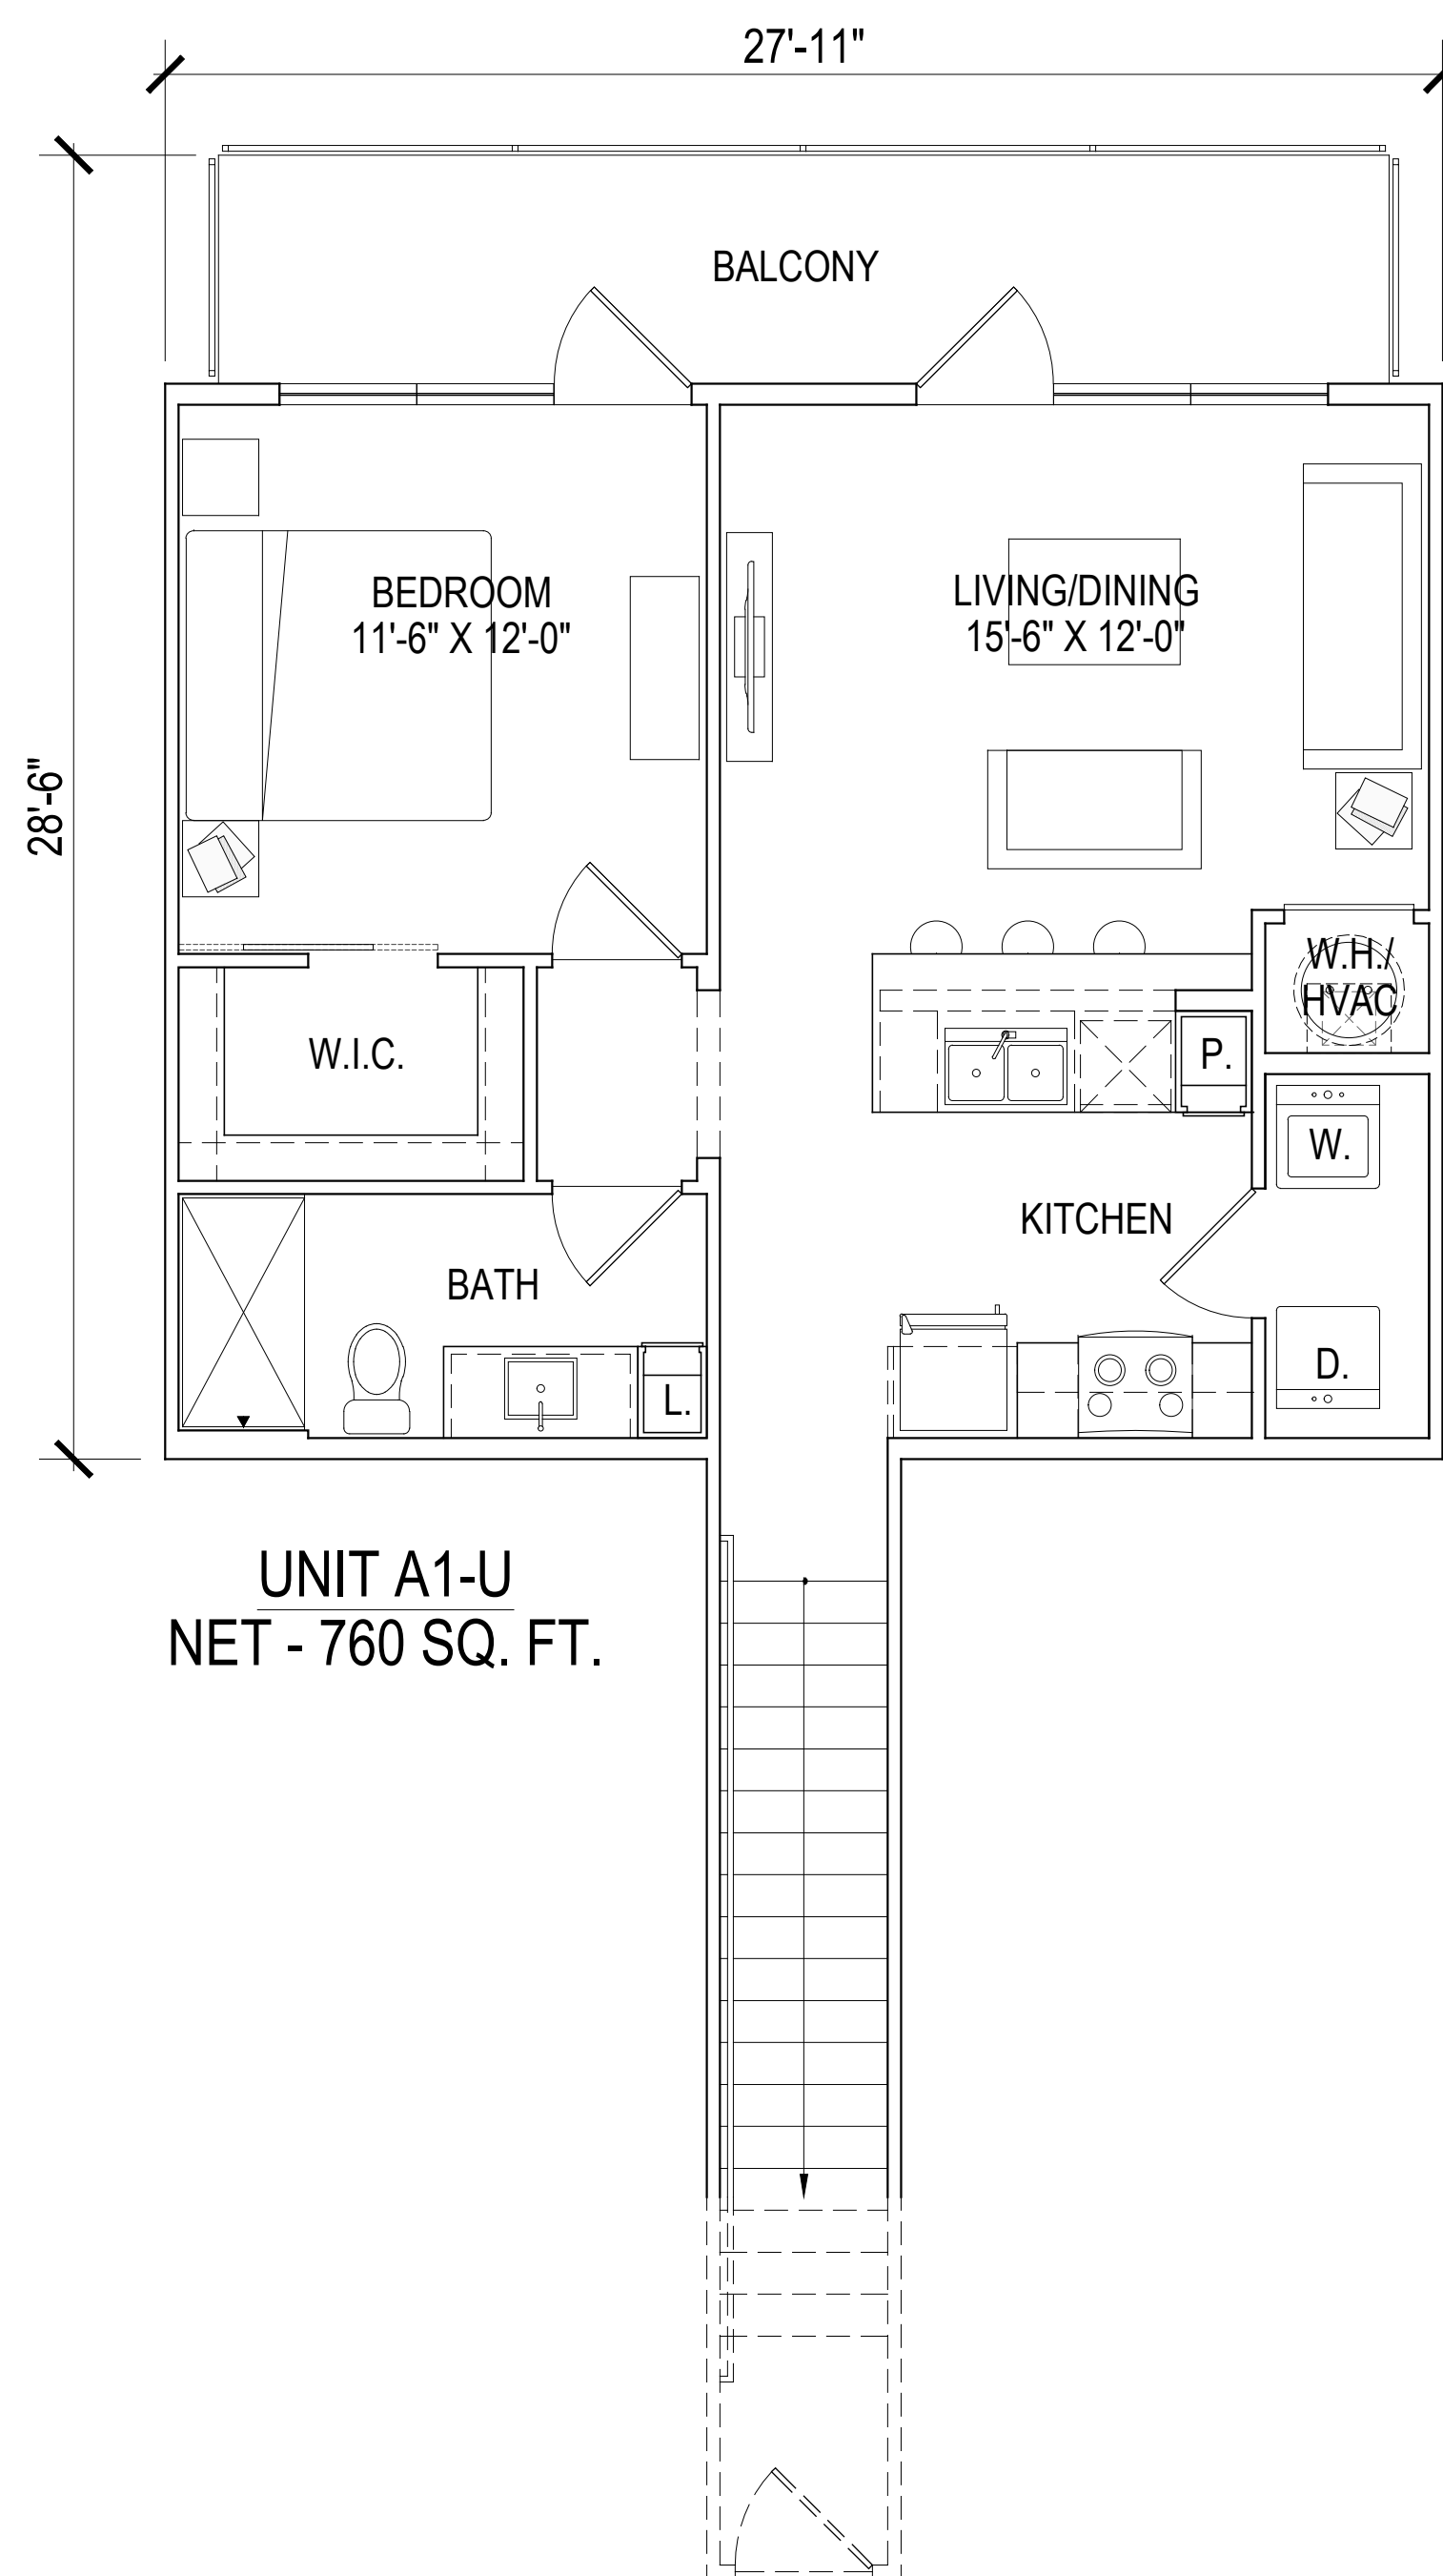 27'-11"
BALCONY
BEDROOM
11'-6" X 12'-0"
LIVING/DINING
15'-6" X 12'-0"
28'-6"
W.H./
HVAC
W.I.C.
P.
W.
KITCHEN
BATH
D.
L.
UNIT A1-U
NET - 760 SQ. FT.